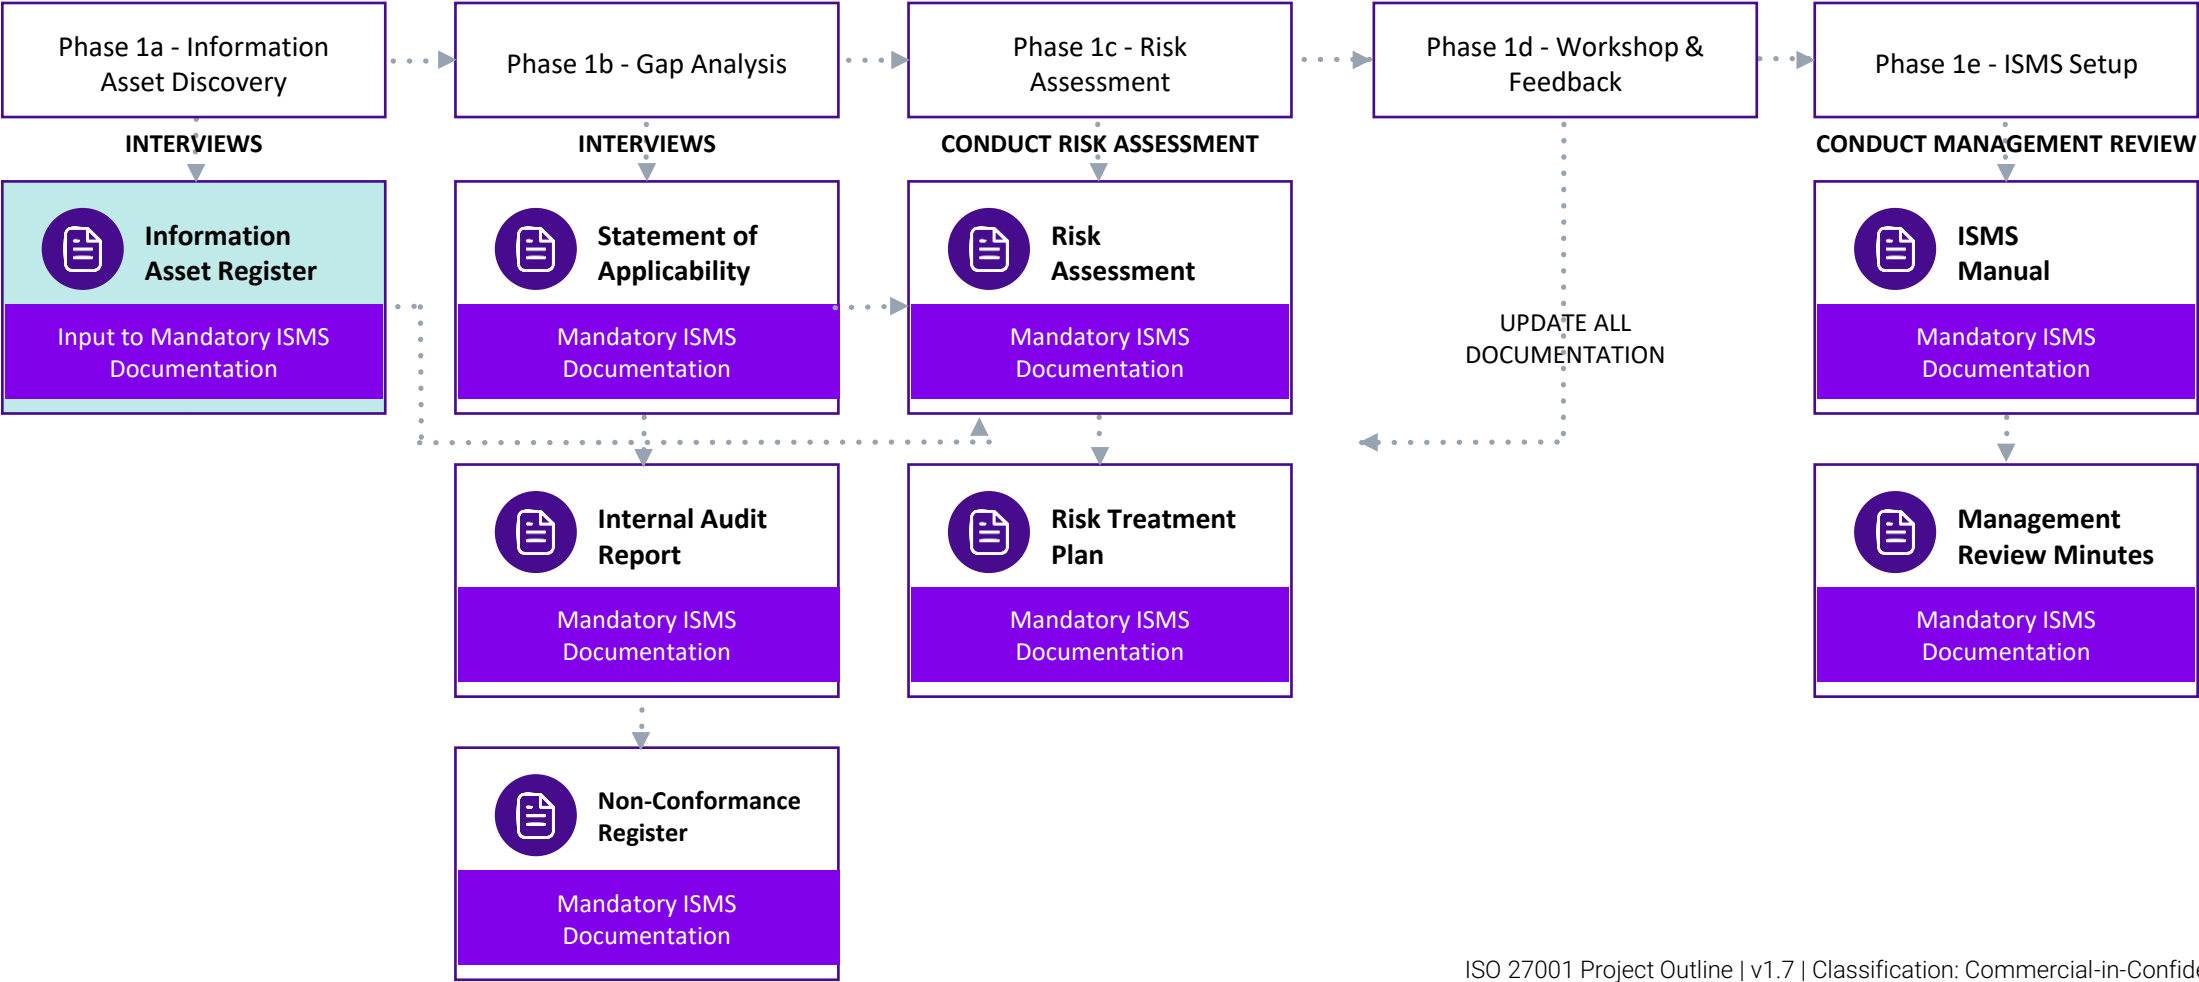 Phase 1a - Information
Asset Discovery
Phase 1b - Gap Analysis
Phase 1c - Risk
Assessment
Phase 1d - Workshop &
Feedback
Phase 1e - ISMS Setup
INTERVIEWS
INTERVIEWS
CONDUCT RISK ASSESSMENT
CONDUCT MANAGEMENT REVIEW
Information
Asset Register
Input to Mandatory ISMS
Documentation
Statement of
Applicability
Mandatory ISMS
Documentation
Risk
Assessment
Mandatory ISMS
Documentation
UPDATE ALL
DOCUMENTATION
ISMS
Manual
Mandatory ISMS
Documentation
Internal Audit
Report
Mandatory ISMS
Documentation
Risk Treatment
Plan
Mandatory ISMS
Documentation
Management
Review Minutes
Mandatory ISMS
Documentation
Non-Conformance
Register
Mandatory ISMS
Documentation
ISO 27001 Project Outline | v1.7 | Classification: Commercial-in-